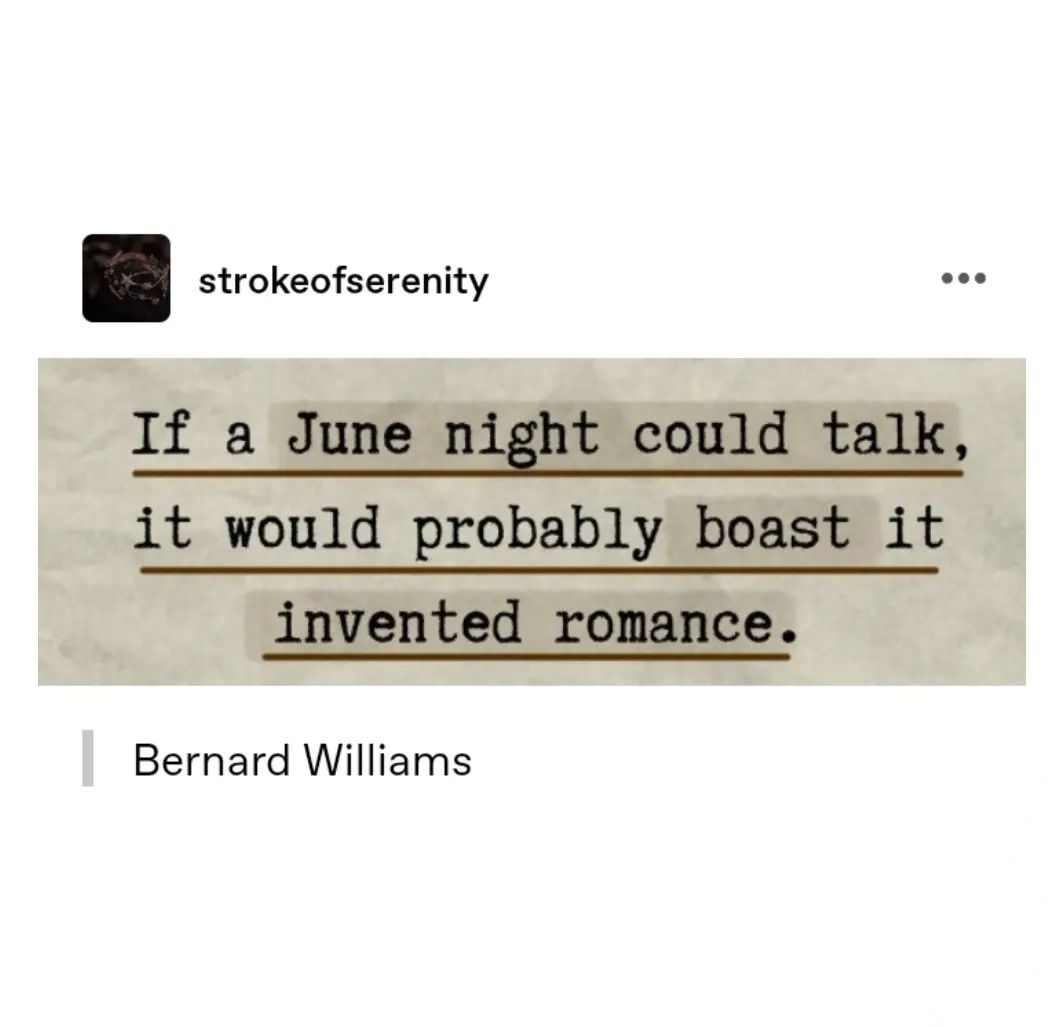 strokeofserenity
If a June night could talk,
it would probably boast it
invented romance.
Bernard Williams